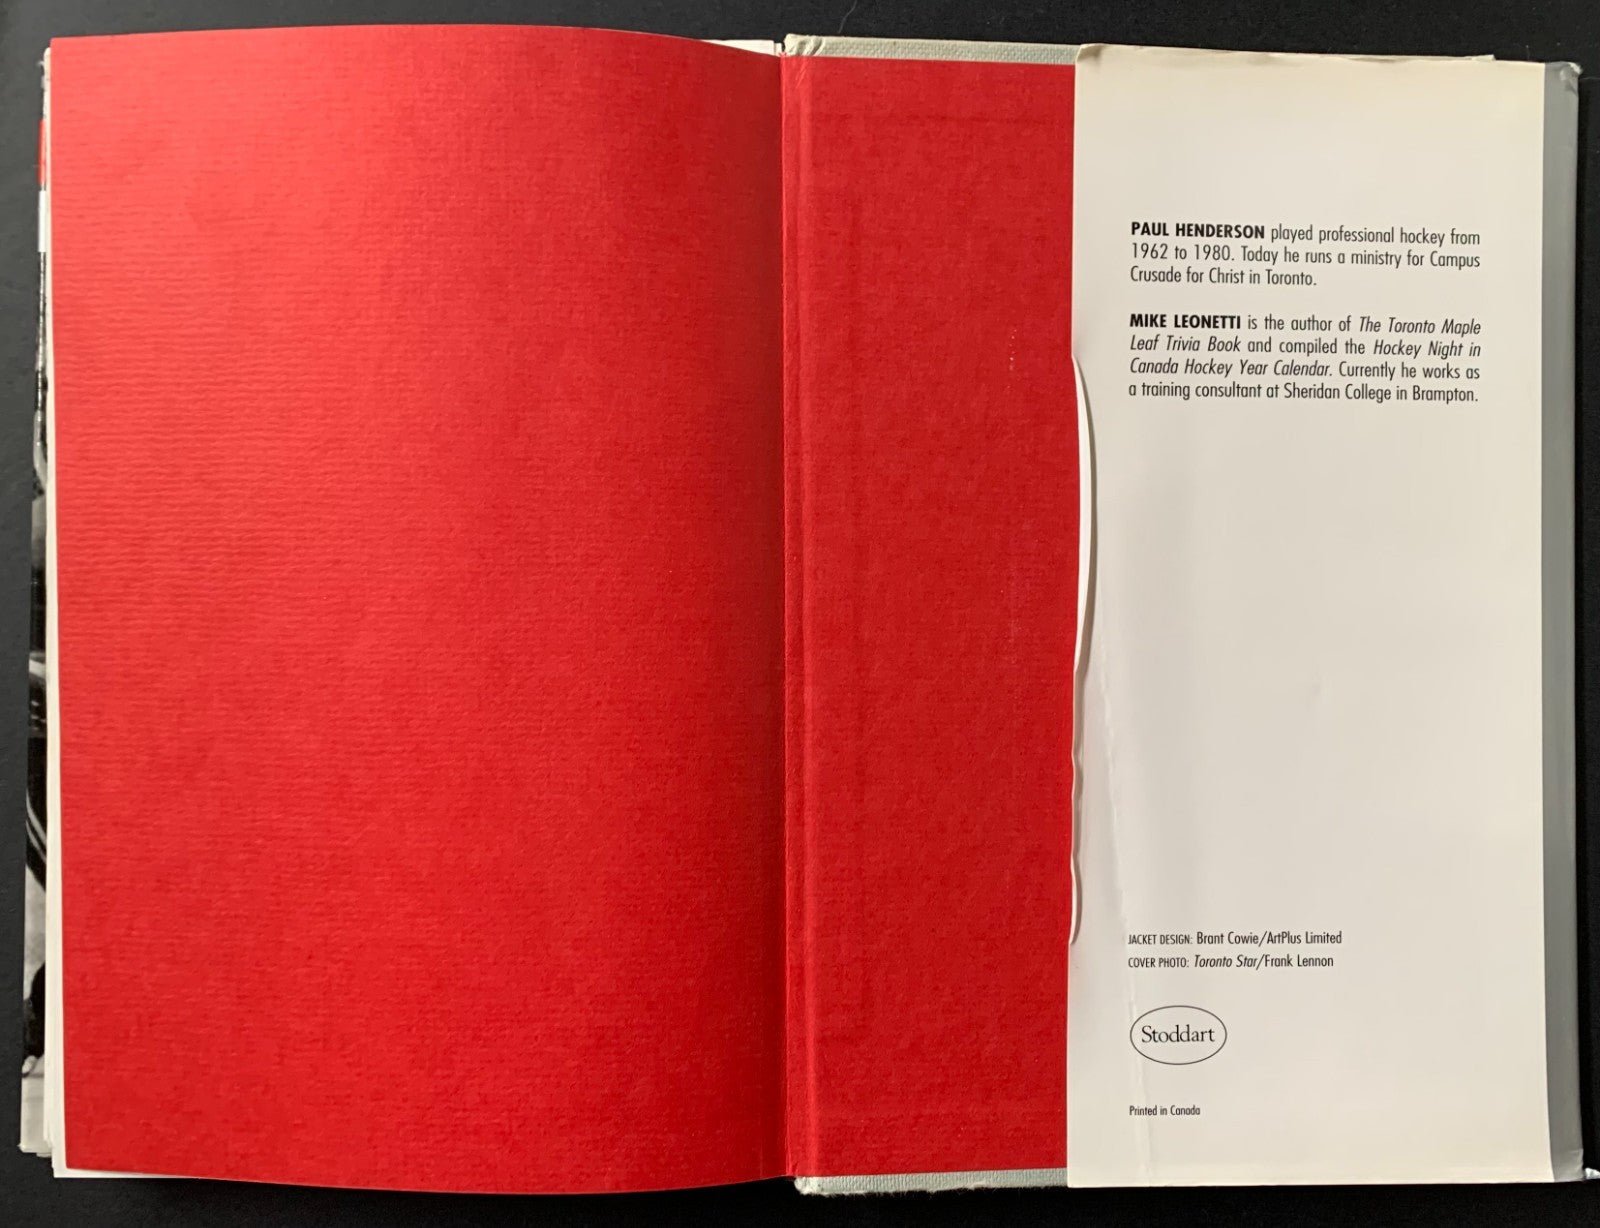 PAUL HENDERSON played professional hockey from
1962 to 1980. Today he runs a ministry for Campus
Crusade for Christ in Toronto.
MIKE LEONETTI is the author of The Toronto Maple
Leaf Trivia Book and compiled the Hockey Night in
Canada Hockey Year Calendar. Currently he works as
a training consultant at Sheridan College in Brampton.
JACKET DESIGN: Brant Cowie/ArtPlus Limited
COVER PHOTO: Toronto Star/Frank Lennon
Stoddart
Printed in Canada